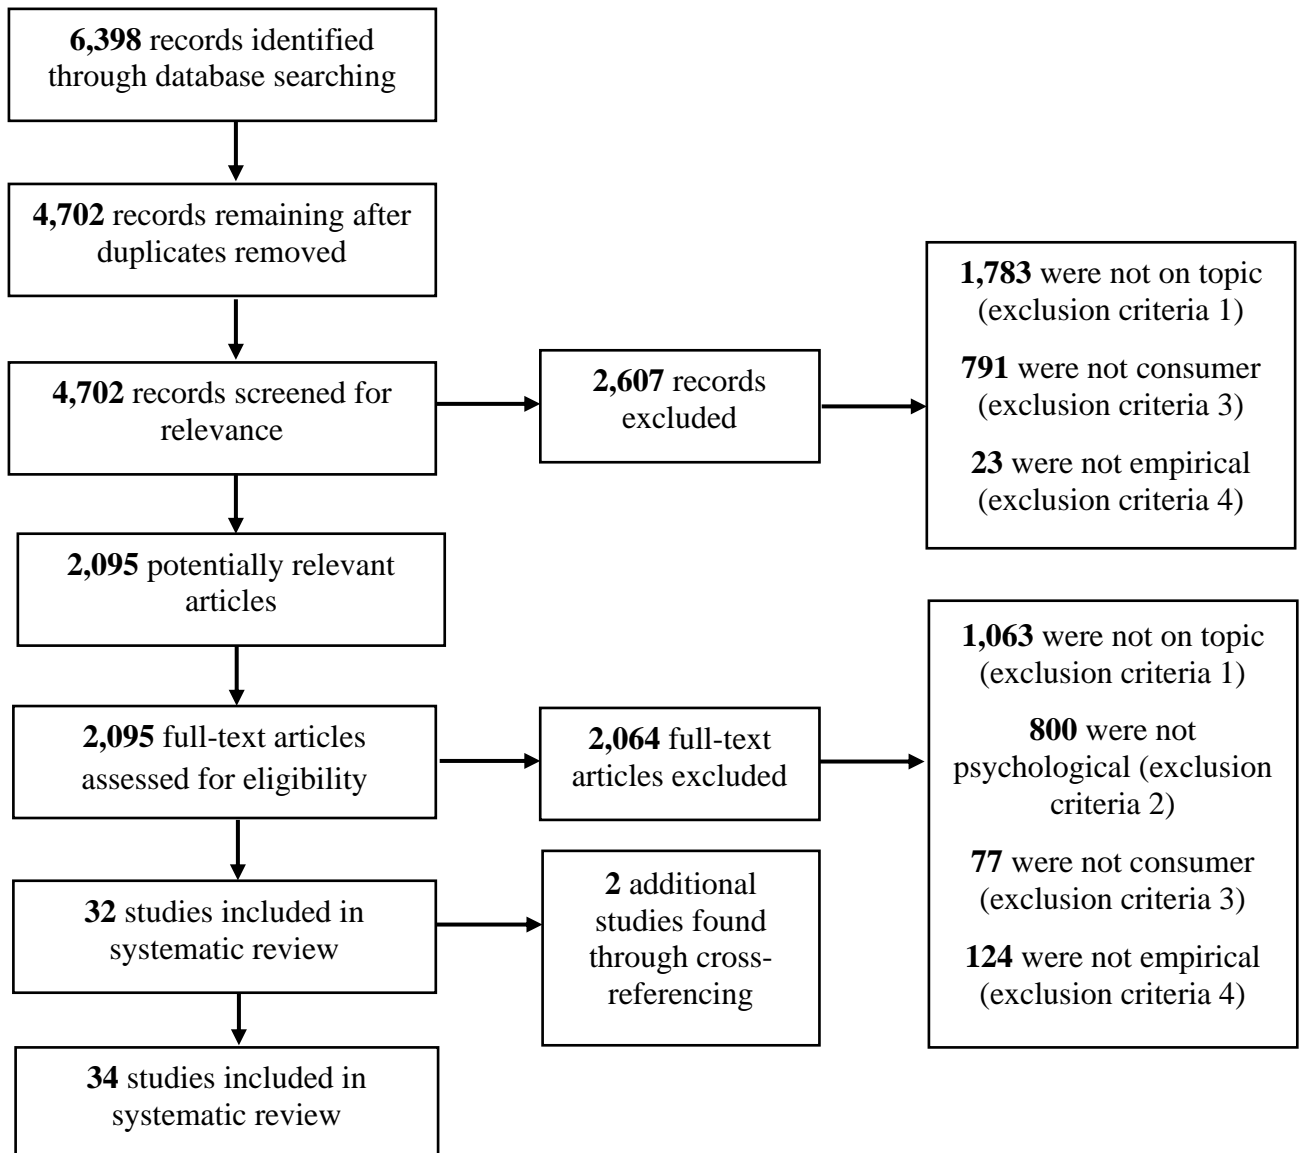 6,398 records identified
through database searching
4,702 records remaining after
duplicates removed
4,702 records screened for
relevance
2,607 records
excluded
1,783 were not on topic
(exclusion criteria 1)
791 were not consumer
(exclusion criteria 3)
23 were not empirical
(exclusion criteria 4)
2,095 potentially relevant
articles
2,095 full-text articles
assessed for eligibility
2,064 full-text
articles excluded
1,063 were not on topic
(exclusion criteria 1)
800 were not
psychological (exclusion
criteria 2)
77 were not consumer
(exclusion criteria 3)
124 were not empirical
(exclusion criteria 4)
32 studies included in
systematic review
2 additional
studies found
through cross-
referencing
34 studies included in
systematic review